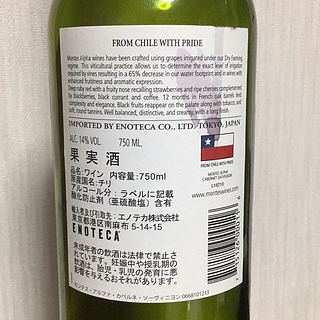 FROM CHILE WITH PRIDE
Montes Alpha wines have been crafted using grapes irrigated under our Dry Farming
regime. This viticultural practice allows us to determine the exact level of irrigation
required by vines resulting in a 65% decrease in our water footprint and in wines with
enhanced aromas and distinctive character.
Deep ruby red with a fruity nose recalling strawberries and ripe cherries complemented
by blackberries, black currant and coffee. 12 months in French oak barrels lend
complexity and elegance. Black fruits reappear on the palate along with tobacco, and
soft, round tannins. Well balanced, distinctive, and with a lengthy finish.
IMPORTED BY ENOTECA CO., LTD. TOKYO, JAPAN
ALC. 14% VOL. 750 ML.
果実酒
品名:ワイン 内容量:750ml
原産国名:チリ
アルコール分:ラベルに記載
酸化防止剤(亜硫酸塩)含有
輸入者及び引取先:エノテカ株式会社
東京都港区南麻布 5-14-15
ENOTECA
未成年者の飲酒は法律で禁止
されています。妊娠中や授乳期の
飲酒は、胎児・乳児の発育に悪
影響を与えるおそれがあります。
モンテス・アルファ・カベルネ・ソーヴィニヨン 0668101213
FROM CHILE WITH PRIDE
MONTES ALPHA
CABERNET SAUVIGNON
www.monteswines.com